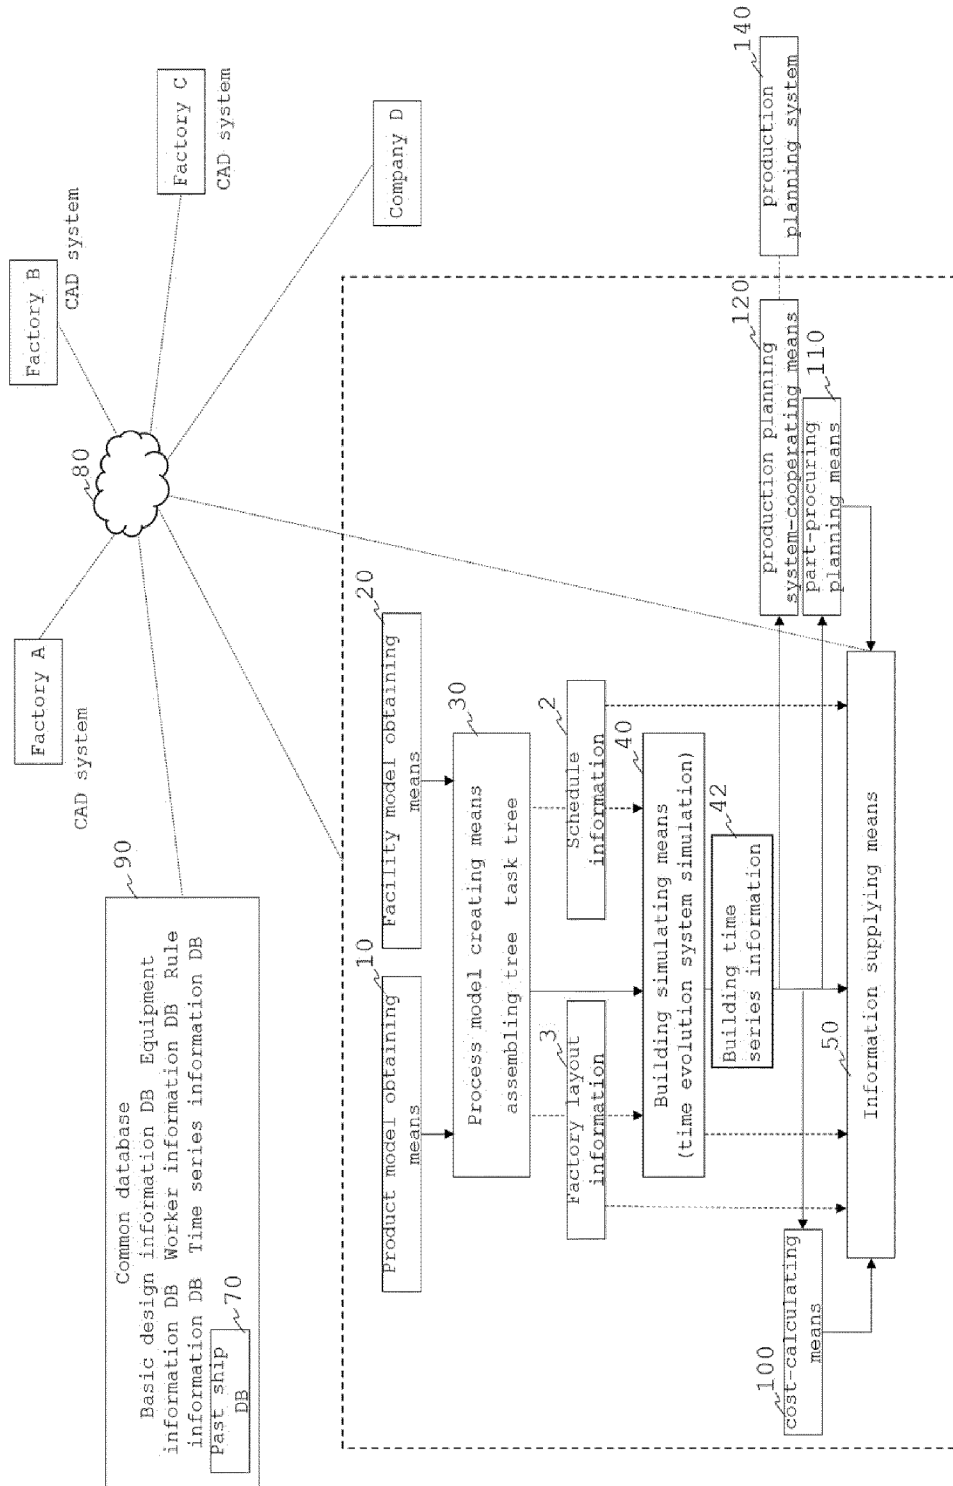 90
Common database
Basic design information DB Equipment
information DB Worker information DB Rule
information DB Time series information DB
Past ship
DB
70
Factory A
CAD system
80
Factory B
CAD system
Factory C
CAD system
Company D
10
Product model obtaining
means
20
Facility model obtaining
means
30
Process model creating means
assembling tree task tree
3
Factory layout
information
2
Schedule
information
40
Building simulating means
(time evolution system simulation)
42
Building time
series information
100
cost-calculating
means
50
Information supplying means
120
production planning
system-cooperating means
110
part-procuring
planning means
140
production
planning system